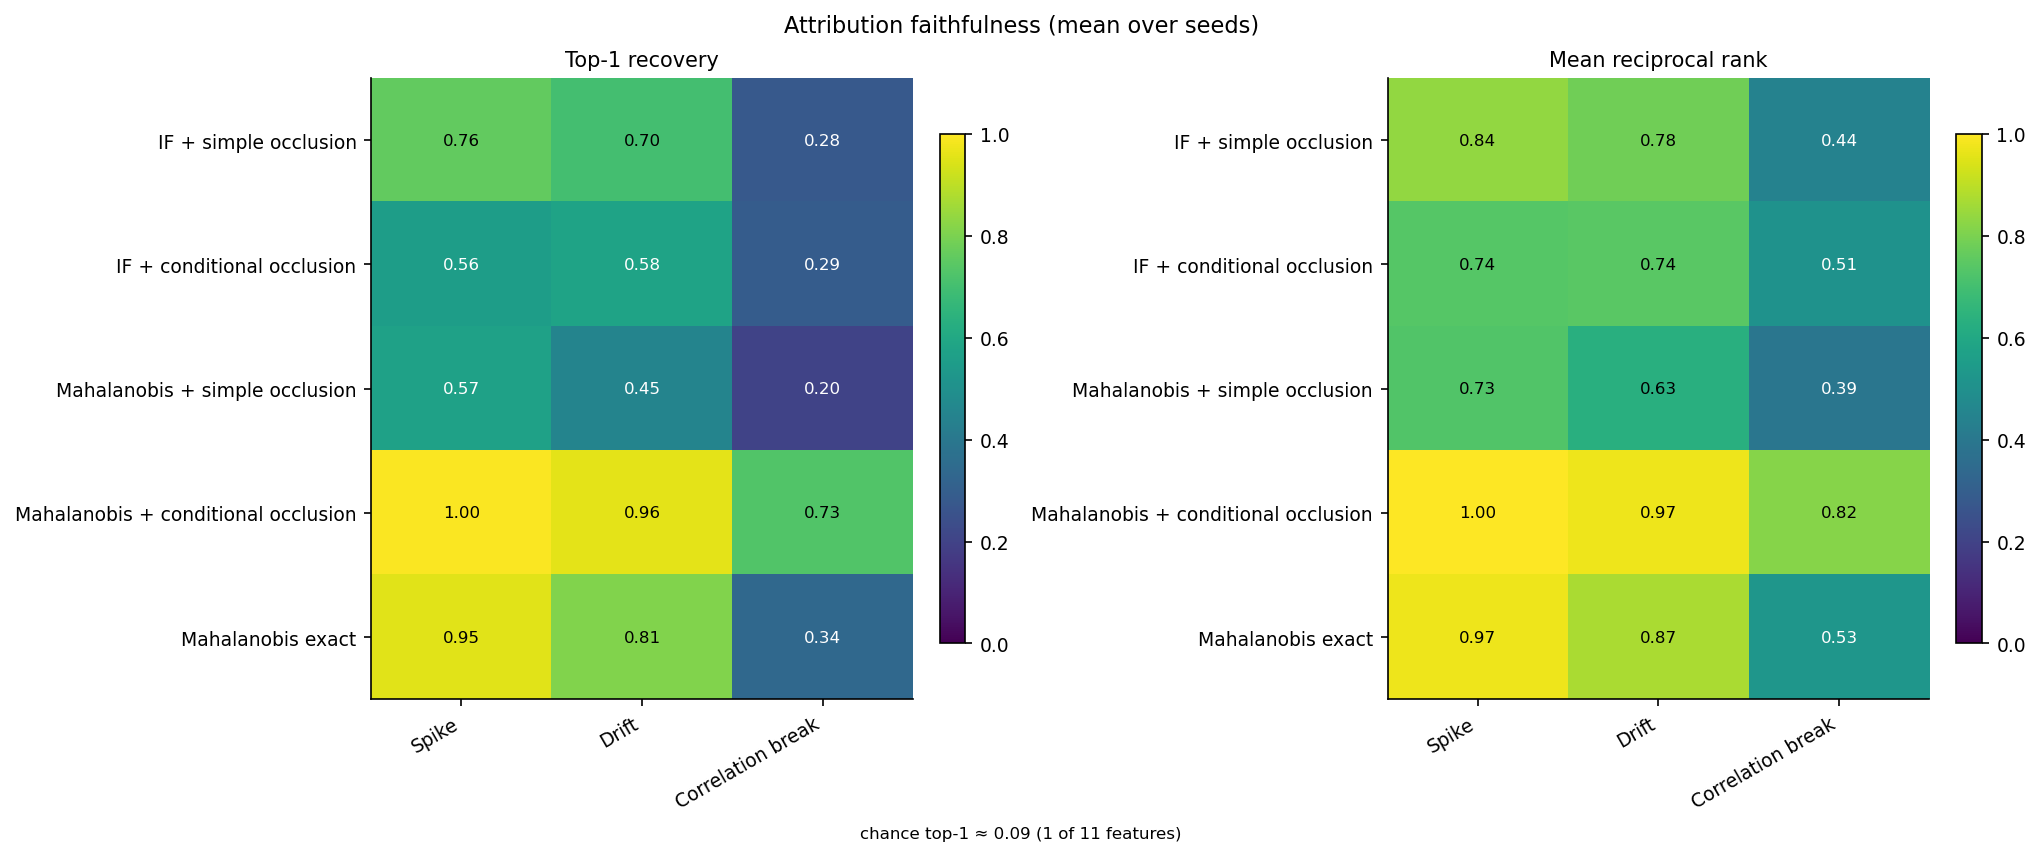 Attribution faithfulness (mean over seeds)
Top-1 recovery
IF + simple occlusion 0.76 0.70 0.28
IF + conditional occlusion 0.56 0.58 0.29
Mahalanobis + simple occlusion 0.57 0.45 0.20
Mahalanobis + conditional occlusion 1.00 0.96 0.73
Mahalanobis exact 0.95 0.81 0.34
Spike Drift Correlation break
1.0
0.8
0.6
0.4
0.2
0.0
Mean reciprocal rank
IF + simple occlusion 0.84 0.78 0.44
IF + conditional occlusion 0.74 0.74 0.51
Mahalanobis + simple occlusion 0.73 0.63 0.39
Mahalanobis + conditional occlusion 1.00 0.97 0.82
Mahalanobis exact 0.97 0.87 0.53
Spike Drift Correlation break
1.0
0.8
0.6
0.4
0.2
0.0
chance top-1 ≈ 0.09 (1 of 11 features)